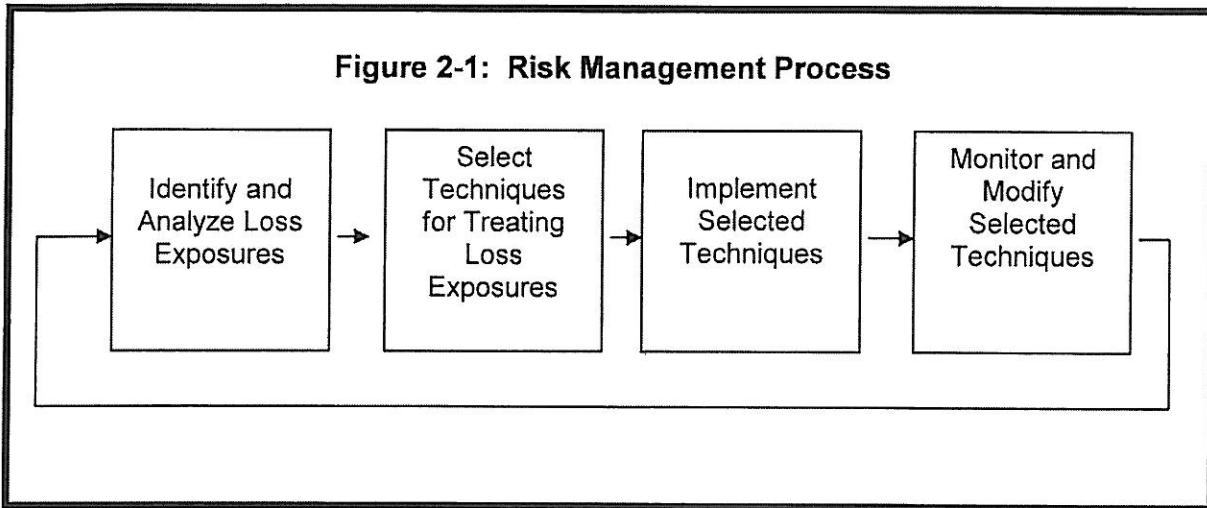 Figure 2-1: Risk Management Process
Identify and
Analyze Loss
Exposures
Select
Techniques
for Treating
Loss
Exposures
Implement
Selected
Techniques
Monitor and
Modify
Selected
Techniques